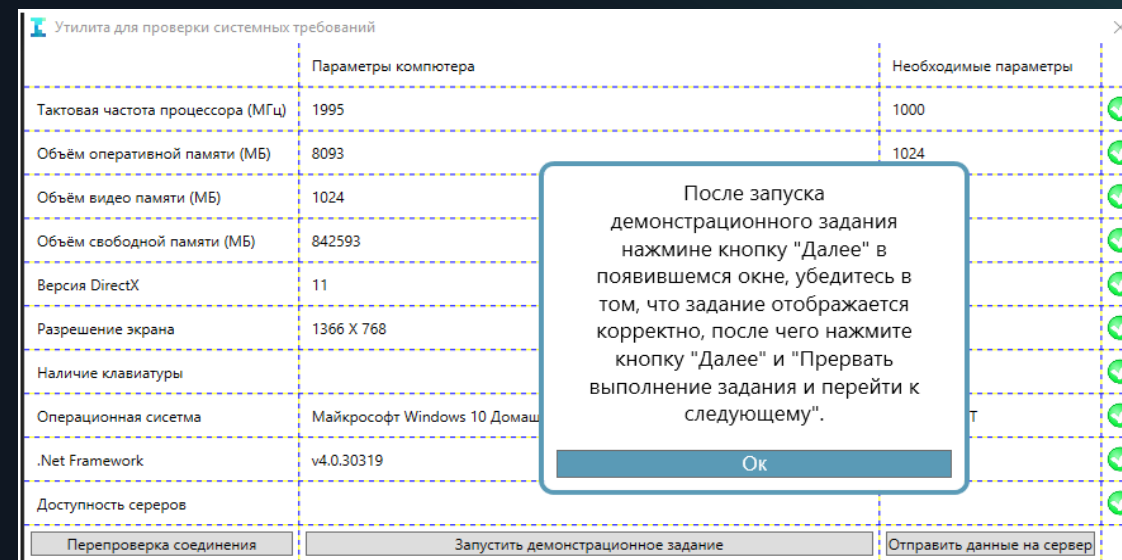 Утилита для проверки системных требований
Параметры компютера Необходимые параметры
Тактовая частота процессора (МГц) 1995 1000
Объём оперативной памяти (МБ) 8093 1024
Объём видео памяти (МБ) 1024
Объём свободной памяти (МБ) 842593
Версия DirectX 11
Разрешение экрана 1366 X 768
Наличие клавиатуры
Операционная сисетма Майкрософт Windows 10 Домаш
.Net Framework v4.0.30319
Доступность сереров
После запуска
демонстрационного задания
нажмине кнопку "Далее" в
появившемся окне, убедитесь в
том, что задание отображается
корректно, после чего нажмите
кнопку "Далее" и "Прервать
выполнение задания и перейти к
следующему".
Ок
Перепроверка соединения Запустить демонстрационное задание Отправить данные на сервер